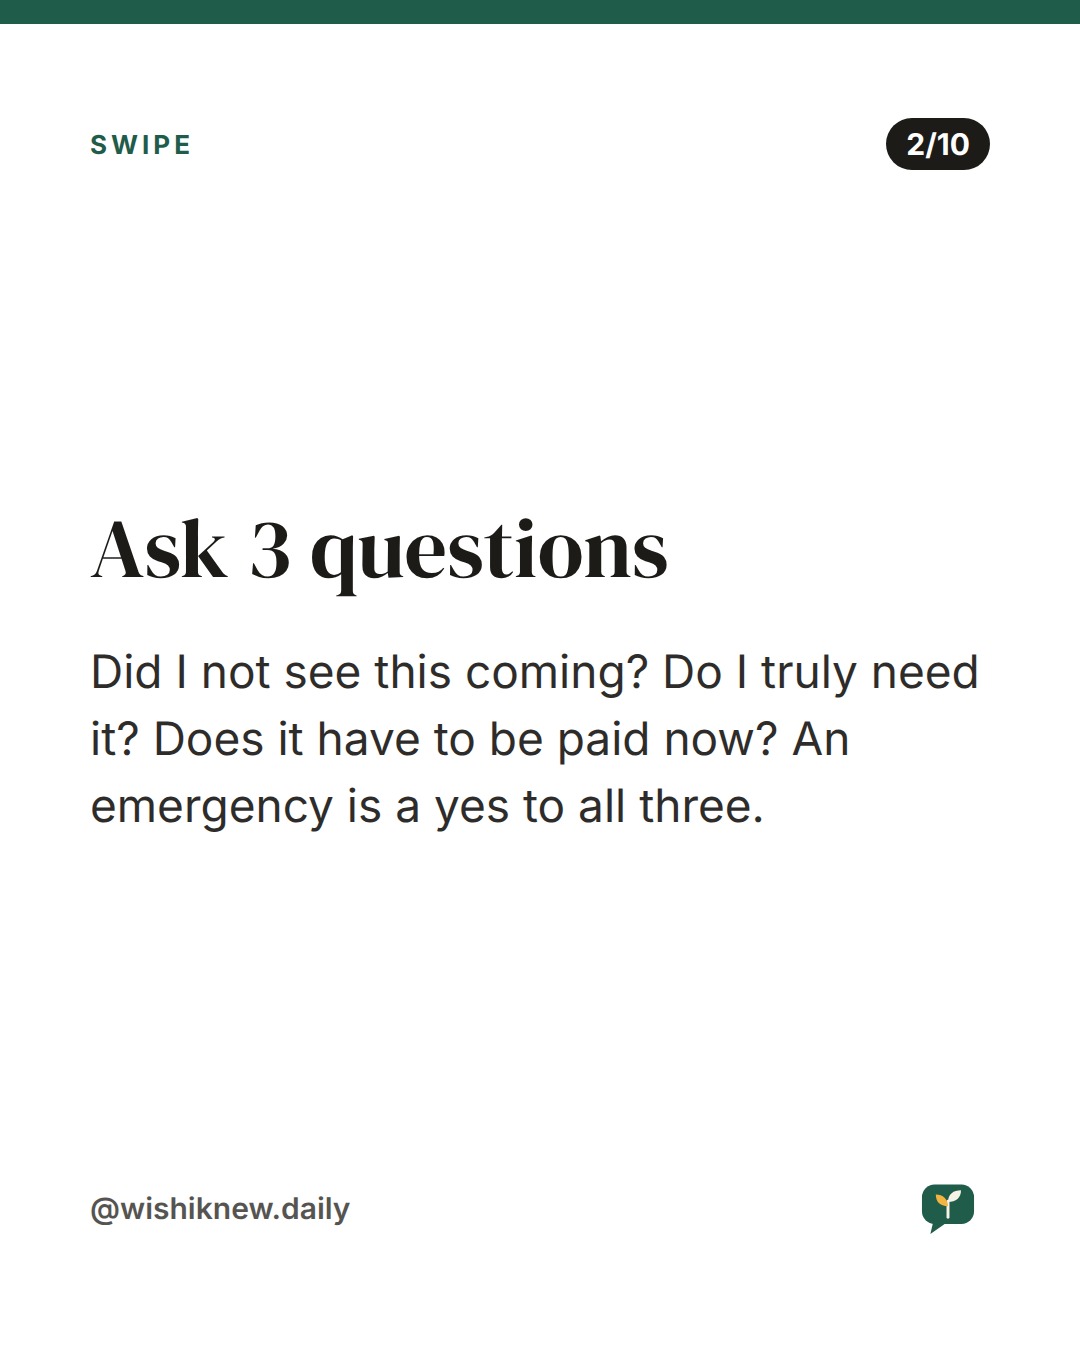 SWIPE
2/10
Ask 3 questions
Did I not see this coming? Do I truly need
it? Does it have to be paid now? An
emergency is a yes to all three.
@wishiknew.daily